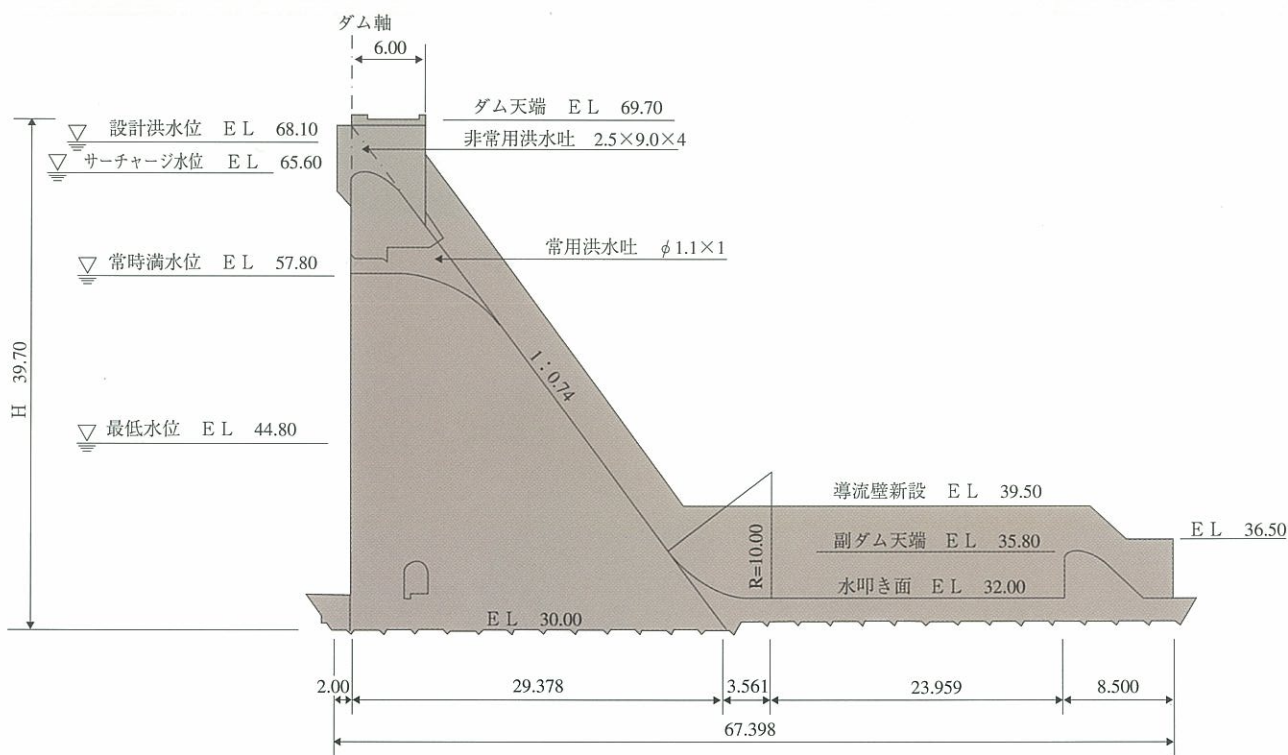 ダム軸
6.00
ダム天端 EL 69.70
設計洪水位 EL 68.10
非常用洪水吐 2.5×9.0×4
サーチャージ水位 EL 65.60
常用洪水吐 φ1.1×1
常時満水位 EL 57.80
1:0.74
H 39.70
最低水位 EL 44.80
導流壁新設 EL 39.50
EL 36.50
副ダム天端 EL 35.80
R=10.00
水叩き面 EL 32.00
EL 30.00
2.00 29.378 3.561 23.959 8.500
67.398